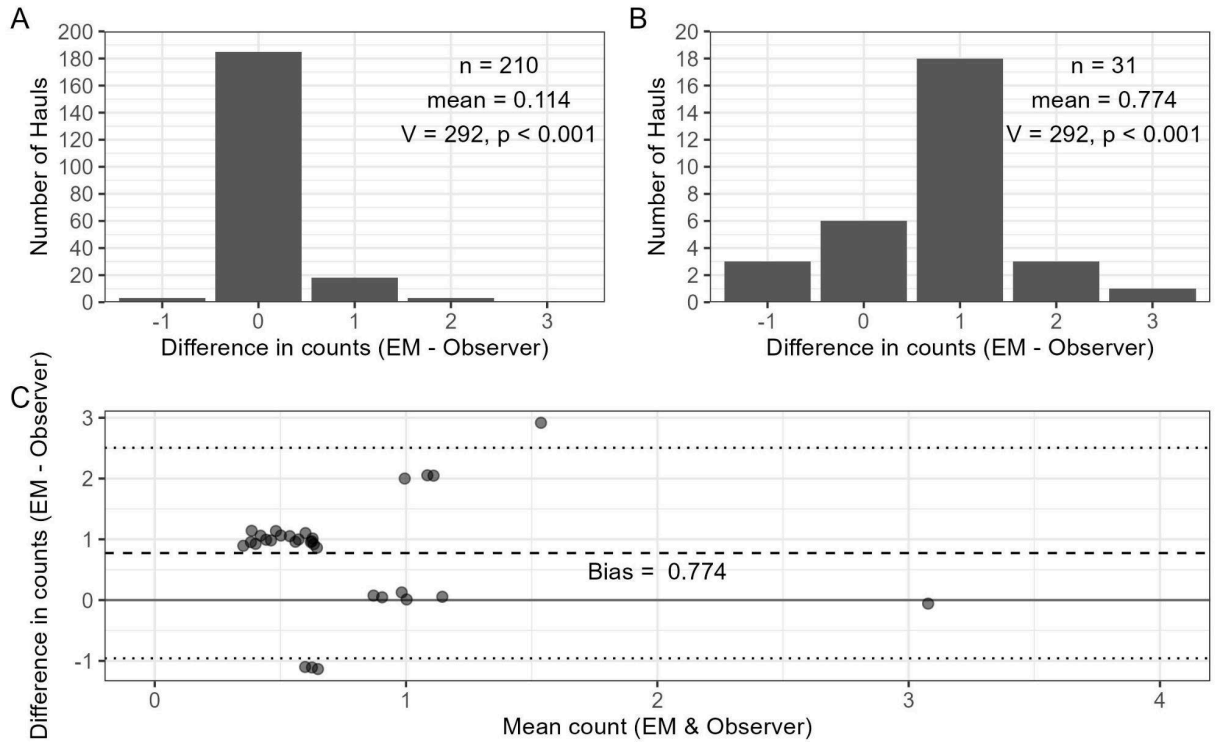 A
200
180
160
140
120
100
80
60
40
20
0
Number of Hauls
n = 210
mean = 0.114
V = 292, p < 0.001
-1 0 1 2 3
Difference in counts (EM - Observer)
B
20
18
16
14
12
10
8
6
4
2
0
Number of Hauls
n = 31
mean = 0.774
V = 292, p < 0.001
-1 0 1 2 3
Difference in counts (EM - Observer)
C
Difference in counts (EM - Observer)
3
2
1
0
-1
Bias = 0.774
0 1 2 3 4
Mean count (EM & Observer)